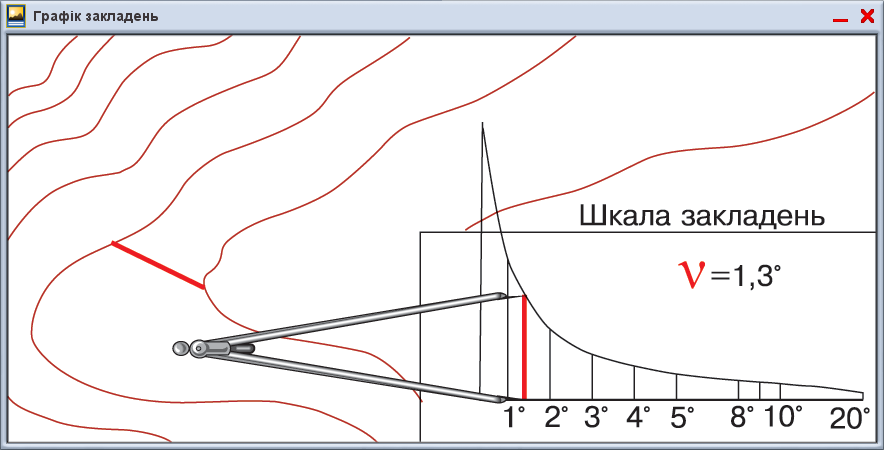 Графік закладень
Шкала закладень
ν=1,3°
1° 2° 3° 4° 5° 8° 10° 20°